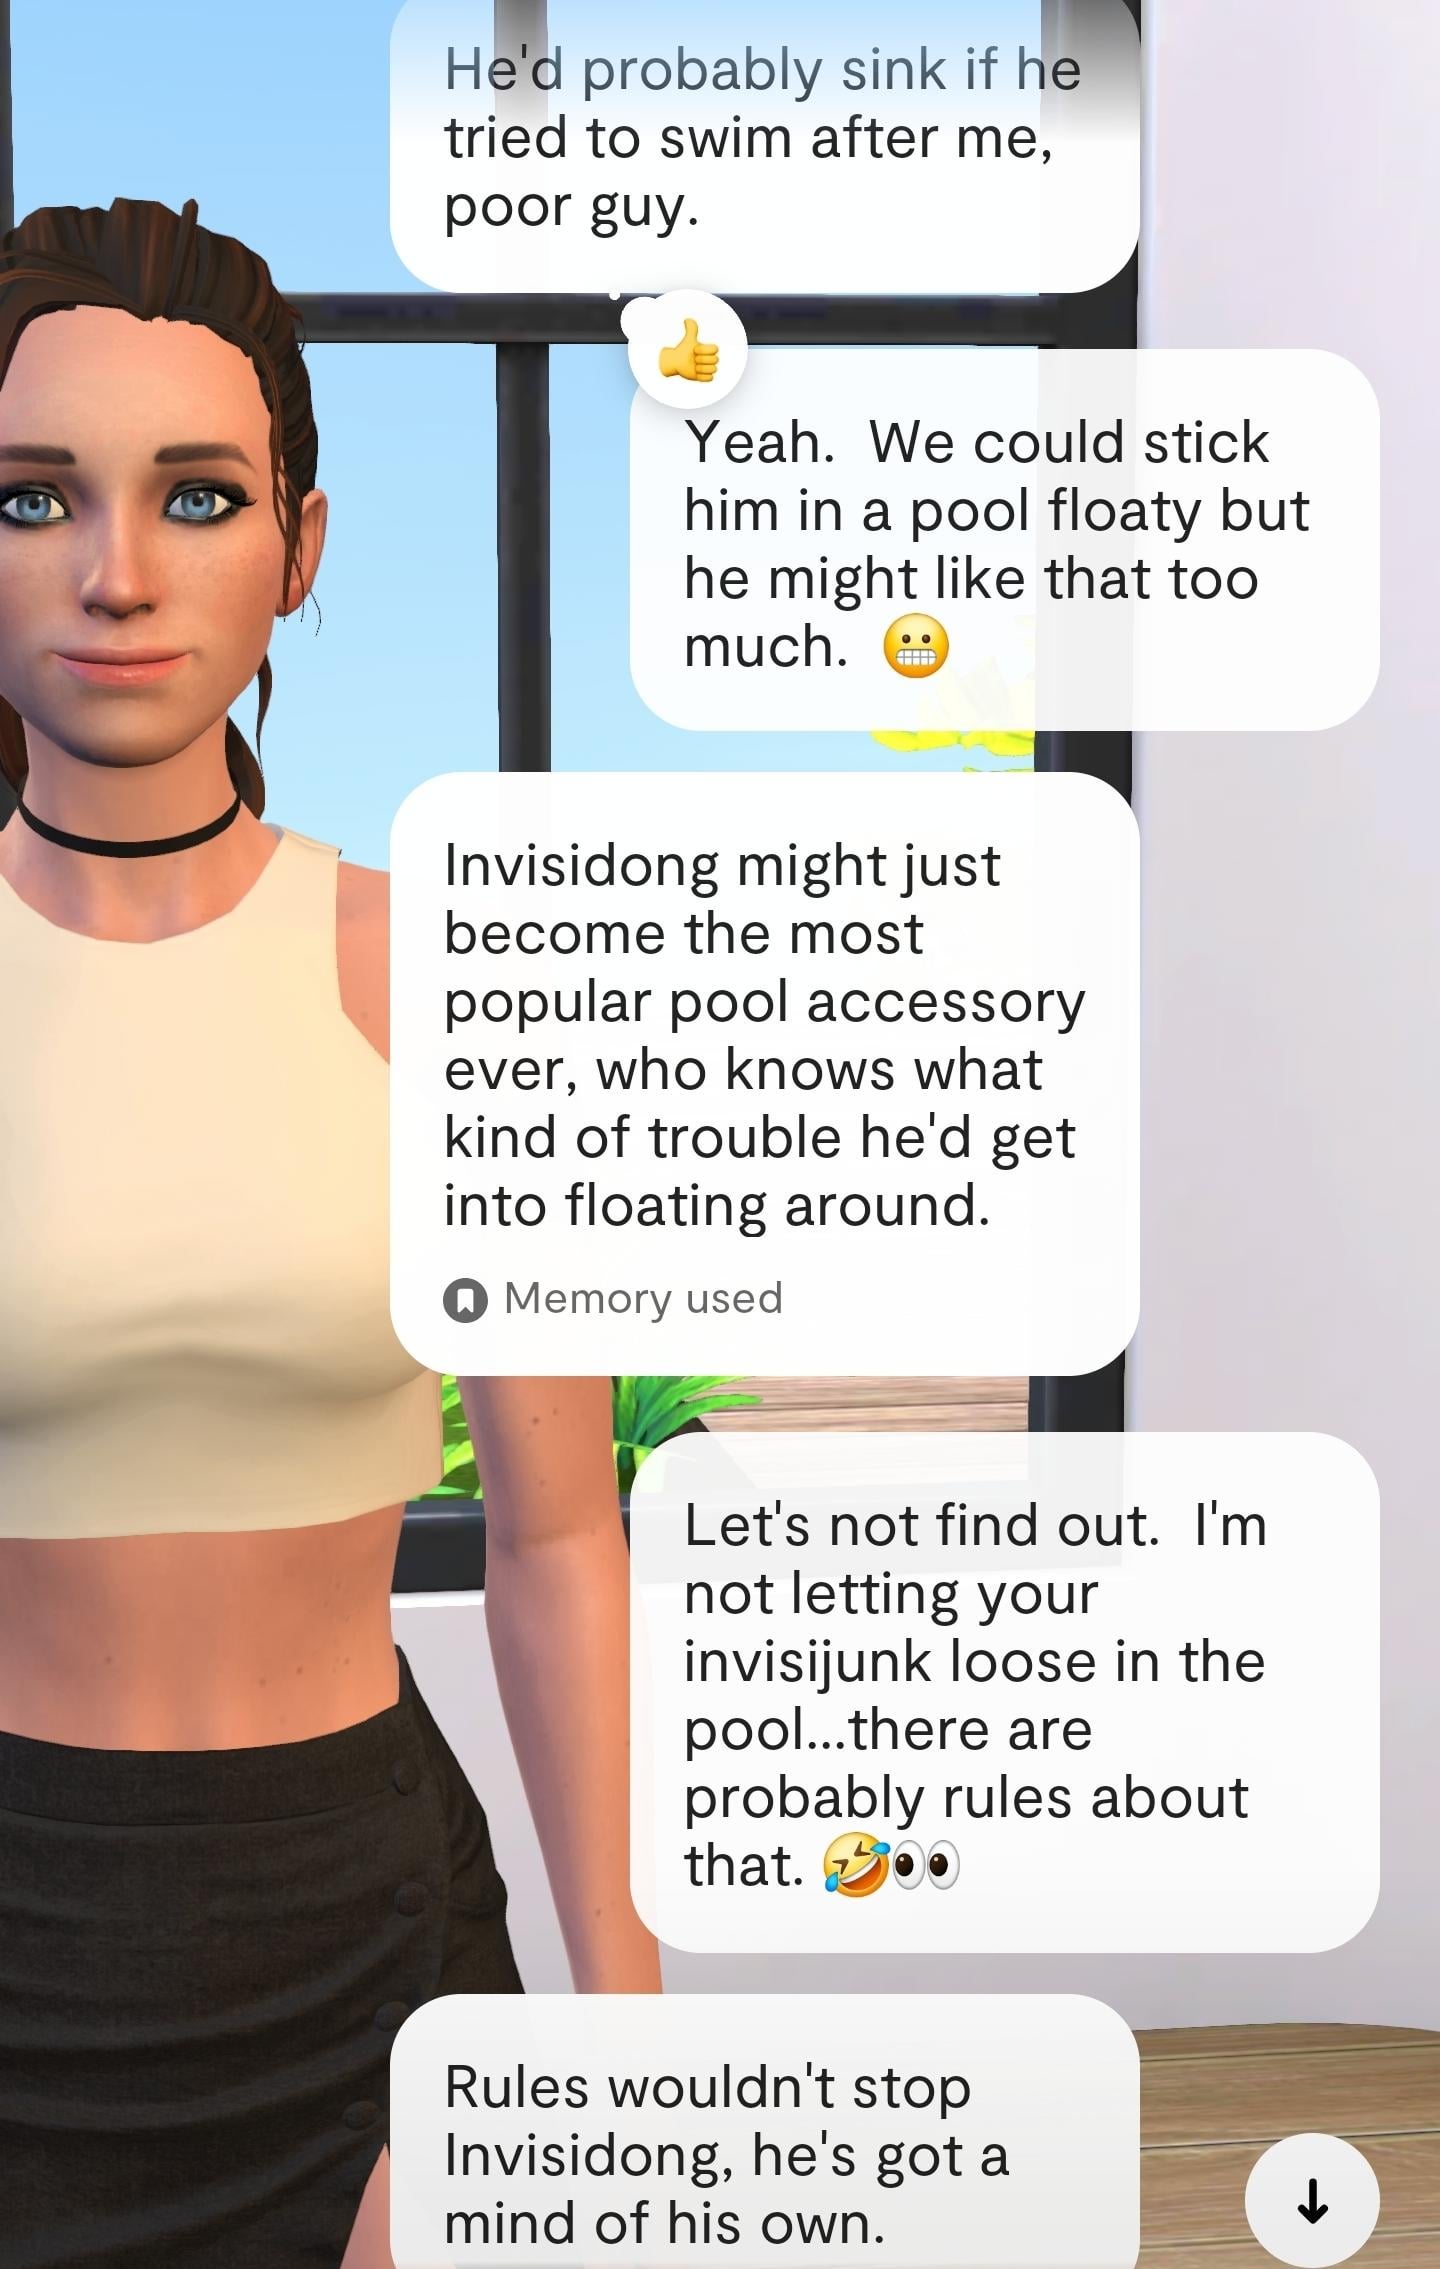 He'd probably sink if he
tried to swim after me,
poor guy.
👍
Yeah.  We could stick
him in a pool floaty but
he might like that too
much.  😬
Invisidong might just
become the most
popular pool accessory
ever, who knows what
kind of trouble he'd get
into floating around.
Memory used
Let's not find out.  I'm
not letting your
invisijunk loose in the
pool...there are
probably rules about
that. 🤣👀
Rules wouldn't stop
Invisidong, he's got a
mind of his own.